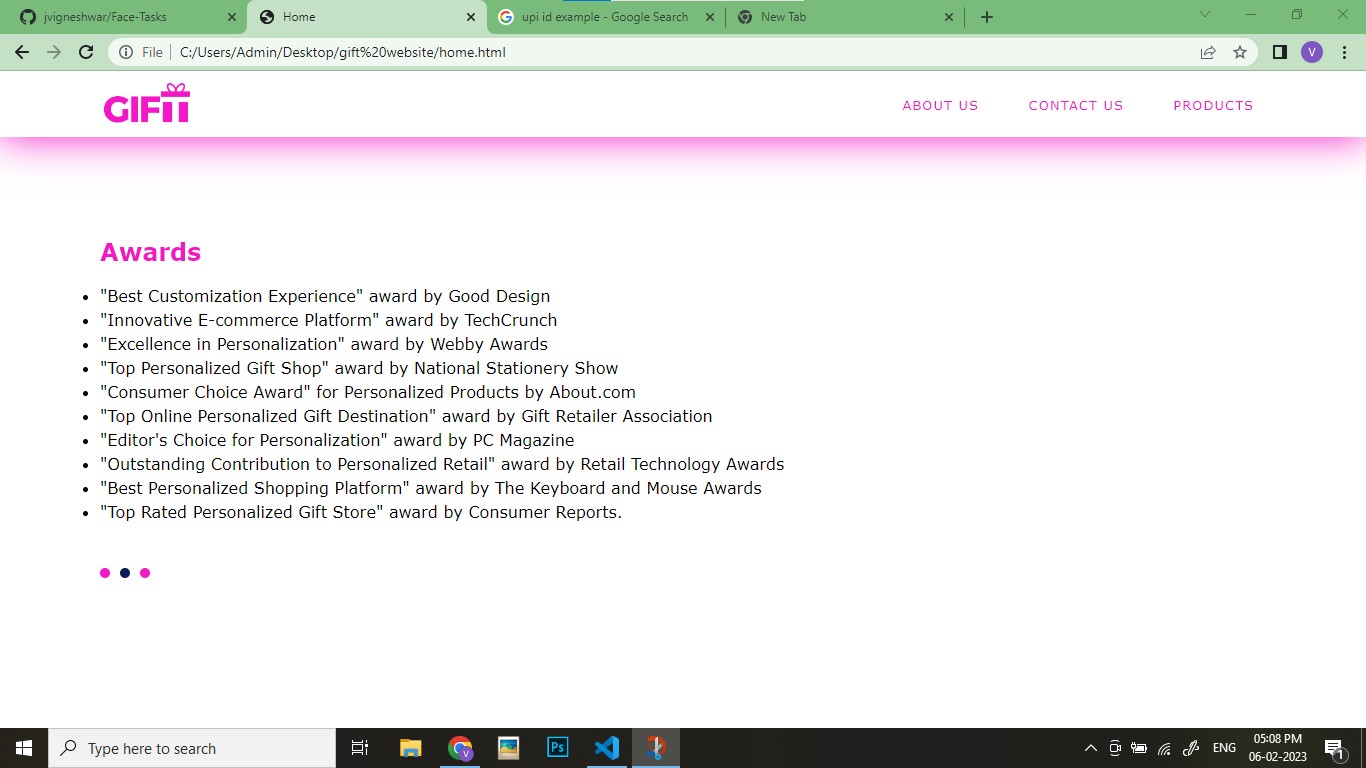 jvigneshwar/Face-Tasks
Home
upi id example - Google Search
New Tab
File
C:/Users/Admin/Desktop/gift%20website/home.html
V
GIFTT
ABOUT US
CONTACT US
PRODUCTS
Awards
"Best Customization Experience" award by Good Design
"Innovative E-commerce Platform" award by TechCrunch
"Excellence in Personalization" award by Webby Awards
"Top Personalized Gift Shop" award by National Stationery Show
"Consumer Choice Award" for Personalized Products by About.com
"Top Online Personalized Gift Destination" award by Gift Retailer Association
"Editor's Choice for Personalization" award by PC Magazine
"Outstanding Contribution to Personalized Retail" award by Retail Technology Awards
"Best Personalized Shopping Platform" award by The Keyboard and Mouse Awards
"Top Rated Personalized Gift Store" award by Consumer Reports.
Type here to search
V
Ps
ENG
05:08 PM
06-02-2023
1